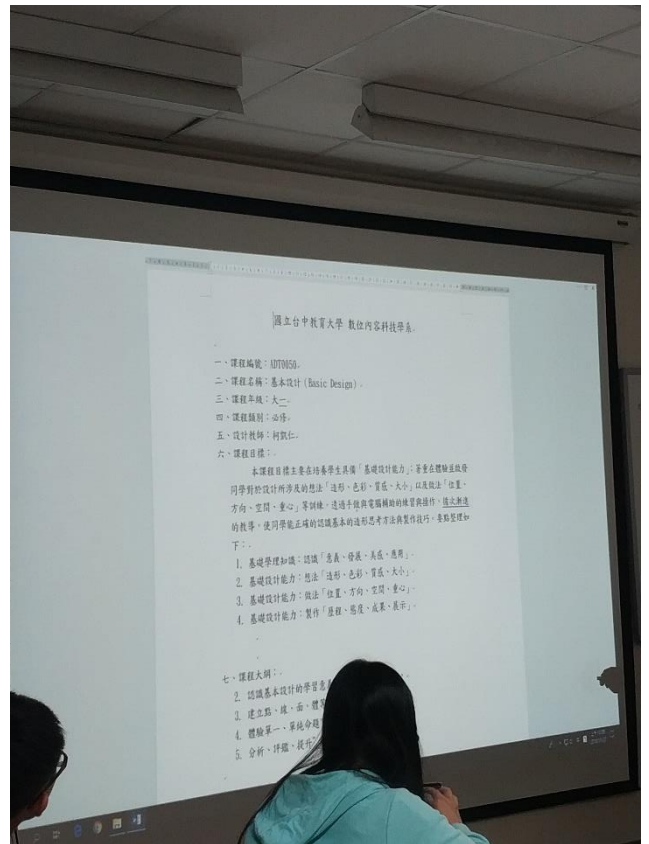 國立台中教育大學 數位內容科技學系
一、課程編號：ADT0050
二、課程名稱：基本設計（Basic Design）
三、課程年級：大一
四、課程類別：必修
五、設計教師：柯凱仁
六、課程目標：
本課程目標主要在培養學生具備「基礎設計能力」；著重在體驗並啟發
同學對於設計所涉及的想法「造形、色彩、質感、大小」以及做法「位置、
方向、空間、重心」等訓練。透過手做與電腦輔助的練習與操作，依次漸進
的教導，使同學能正確的認識基本的造形思考方法與製作技巧，要點整理如
下：
1. 基礎學理知識：認識「意義、發展、美感、應用」
2. 基礎設計能力：想法「造形、色彩、質感、大小」
3. 基礎設計能力：做法「位置、方向、空間、重心」
4. 基礎設計能力：製作「歷程、態度、成果、展示」
七、課程大綱：
2. 認識基本設計的學習意
3. 建立點、線、面、體等
4. 體驗單一、單純命題
5. 分析、評鑑、提升